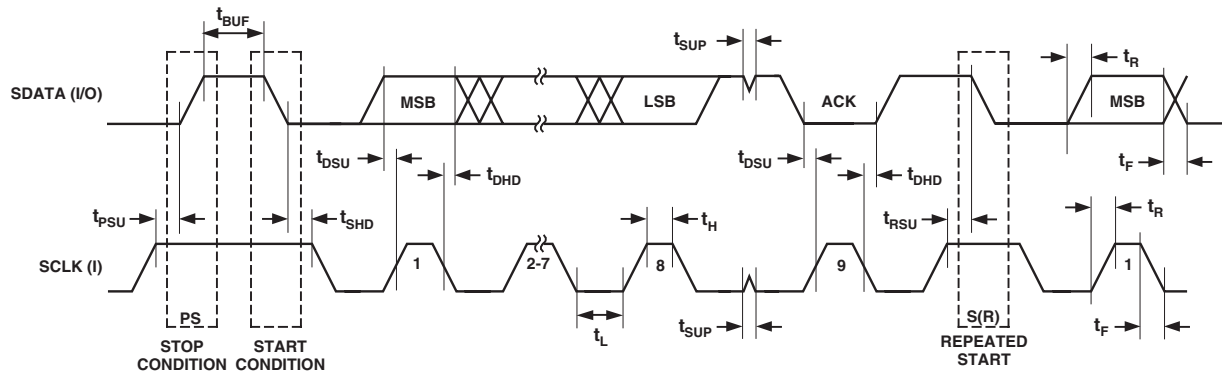 tBUF
tSUP
tR
SDATA (I/O)
MSB
LSB
ACK
MSB
tDSU
tDHD
tDSU
tDHD
tF
tPSU
tSHD
tH
tRSU
tR
SCLK (I)
1
2-7
8
9
1
PS
tL
tSUP
S(R)
tF
STOP
CONDITION
START
CONDITION
REPEATED
START